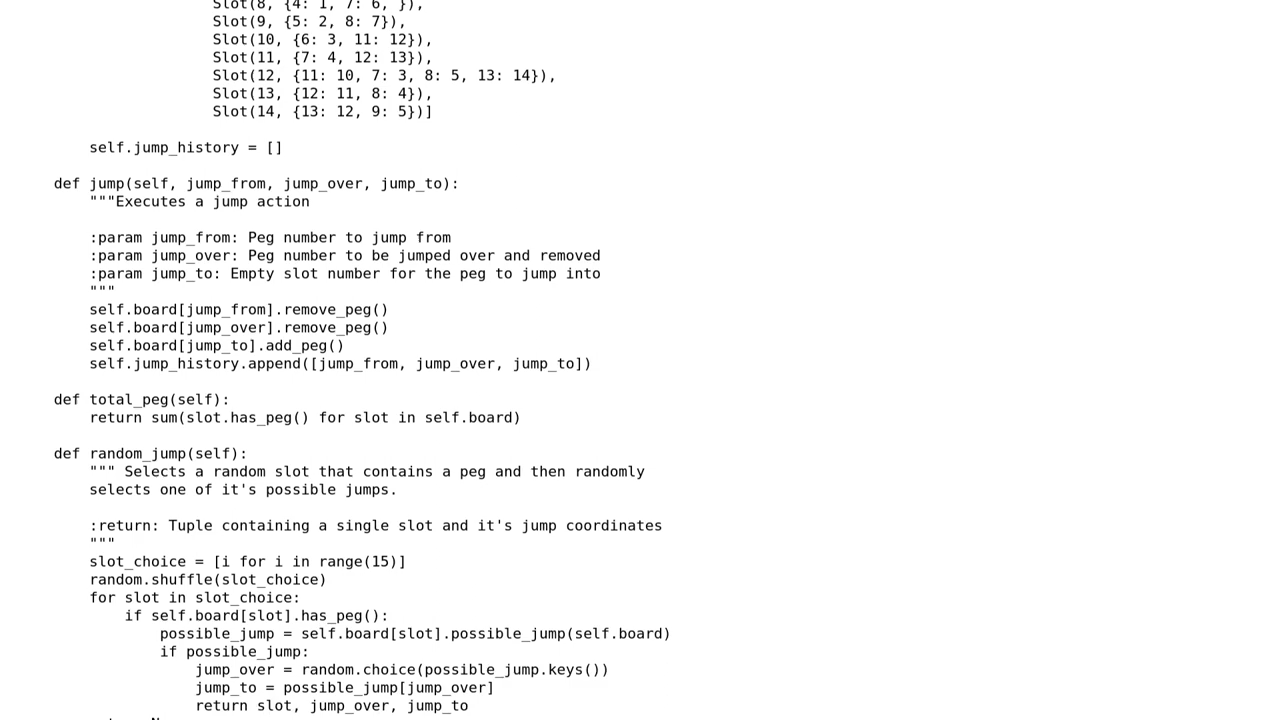 Slot(8, {4: 1, 7: 6, }),
Slot(9, {5: 2, 8: 7}),
Slot(10, {6: 3, 11: 12}),
Slot(11, {7: 4, 12: 13}),
Slot(12, {11: 10, 7: 3, 8: 5, 13: 14}),
Slot(13, {12: 11, 8: 4}),
Slot(14, {13: 12, 9: 5})]
self.jump_history = []
def jump(self, jump_from, jump_over, jump_to):
"""Executes a jump action
:param jump_from: Peg number to jump from
:param jump_over: Peg number to be jumped over and removed
:param jump_to: Empty slot number for the peg to jump into
"""
self.board[jump_from].remove_peg()
self.board[jump_over].remove_peg()
self.board[jump_to].add_peg()
self.jump_history.append([jump_from, jump_over, jump_to])
def total_peg(self):
return sum(slot.has_peg() for slot in self.board)
def random_jump(self):
""" Selects a random slot that contains a peg and then randomly
selects one of it's possible jumps.
:return: Tuple containing a single slot and it's jump coordinates
"""
slot_choice = [i for i in range(15)]
random.shuffle(slot_choice)
for slot in slot_choice:
if self.board[slot].has_peg():
possible_jump = self.board[slot].possible_jump(self.board)
if possible_jump:
jump_over = random.choice(possible_jump.keys())
jump_to = possible_jump[jump_over]
return slot, jump_over, jump_to